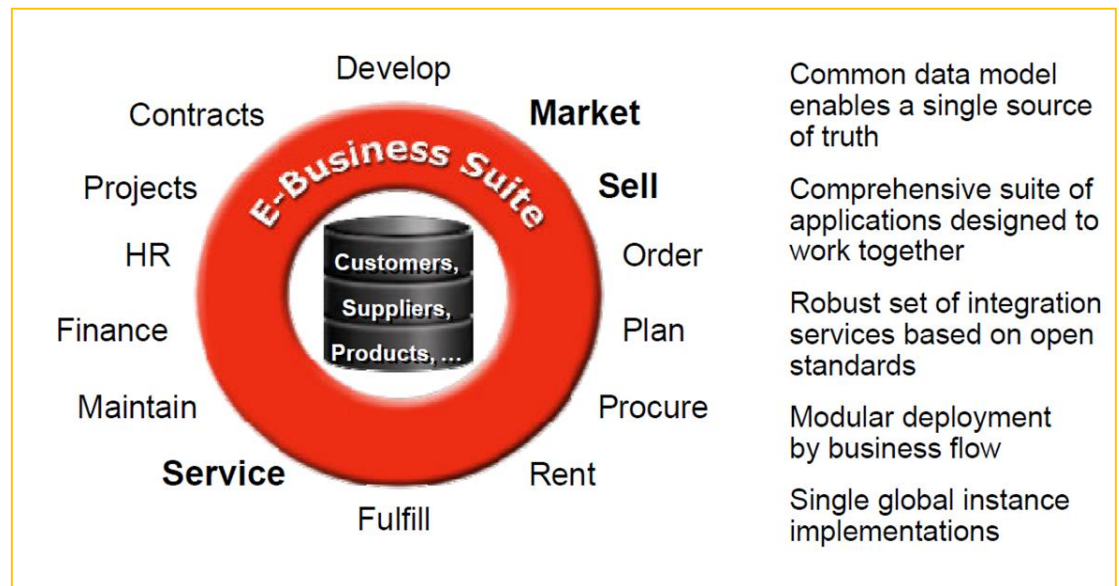 Develop
Contracts
Market
Projects
Sell
HR
Order
Finance
Plan
Maintain
Procure
Service
Rent
Fulfill
E-Business Suite
Customers,
Suppliers,
Products, ...
Common data model
enables a single source
of truth
Comprehensive suite of
applications designed to
work together
Robust set of integration
services based on open
standards
Modular deployment
by business flow
Single global instance
implementations